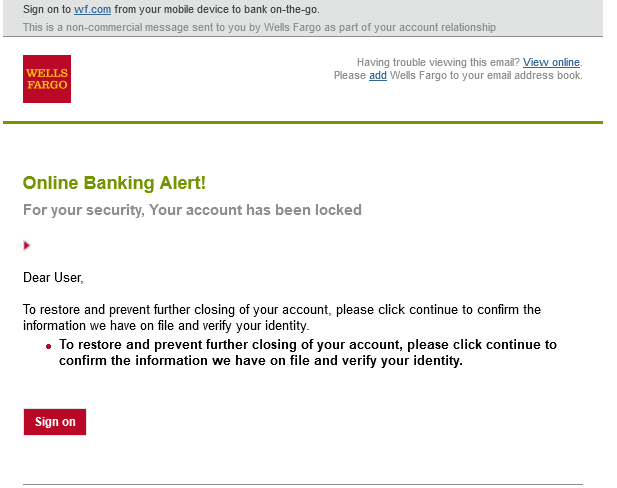 Sign on to vvf.com from your mobile device to bank on-the-go.
This is a non-commercial message sent to you by Wells Fargo as part of your account relationship
WELLS
FARGO
Having trouble viewing this email? View online.
Please add Wells Fargo to your email address book.
Online Banking Alert!
For your security, Your account has been locked
Dear User,
To restore and prevent further closing of your account, please click continue to confirm the
information we have on file and verify your identity.
To restore and prevent further closing of your account, please click continue to
confirm the information we have on file and verify your identity.
Sign on